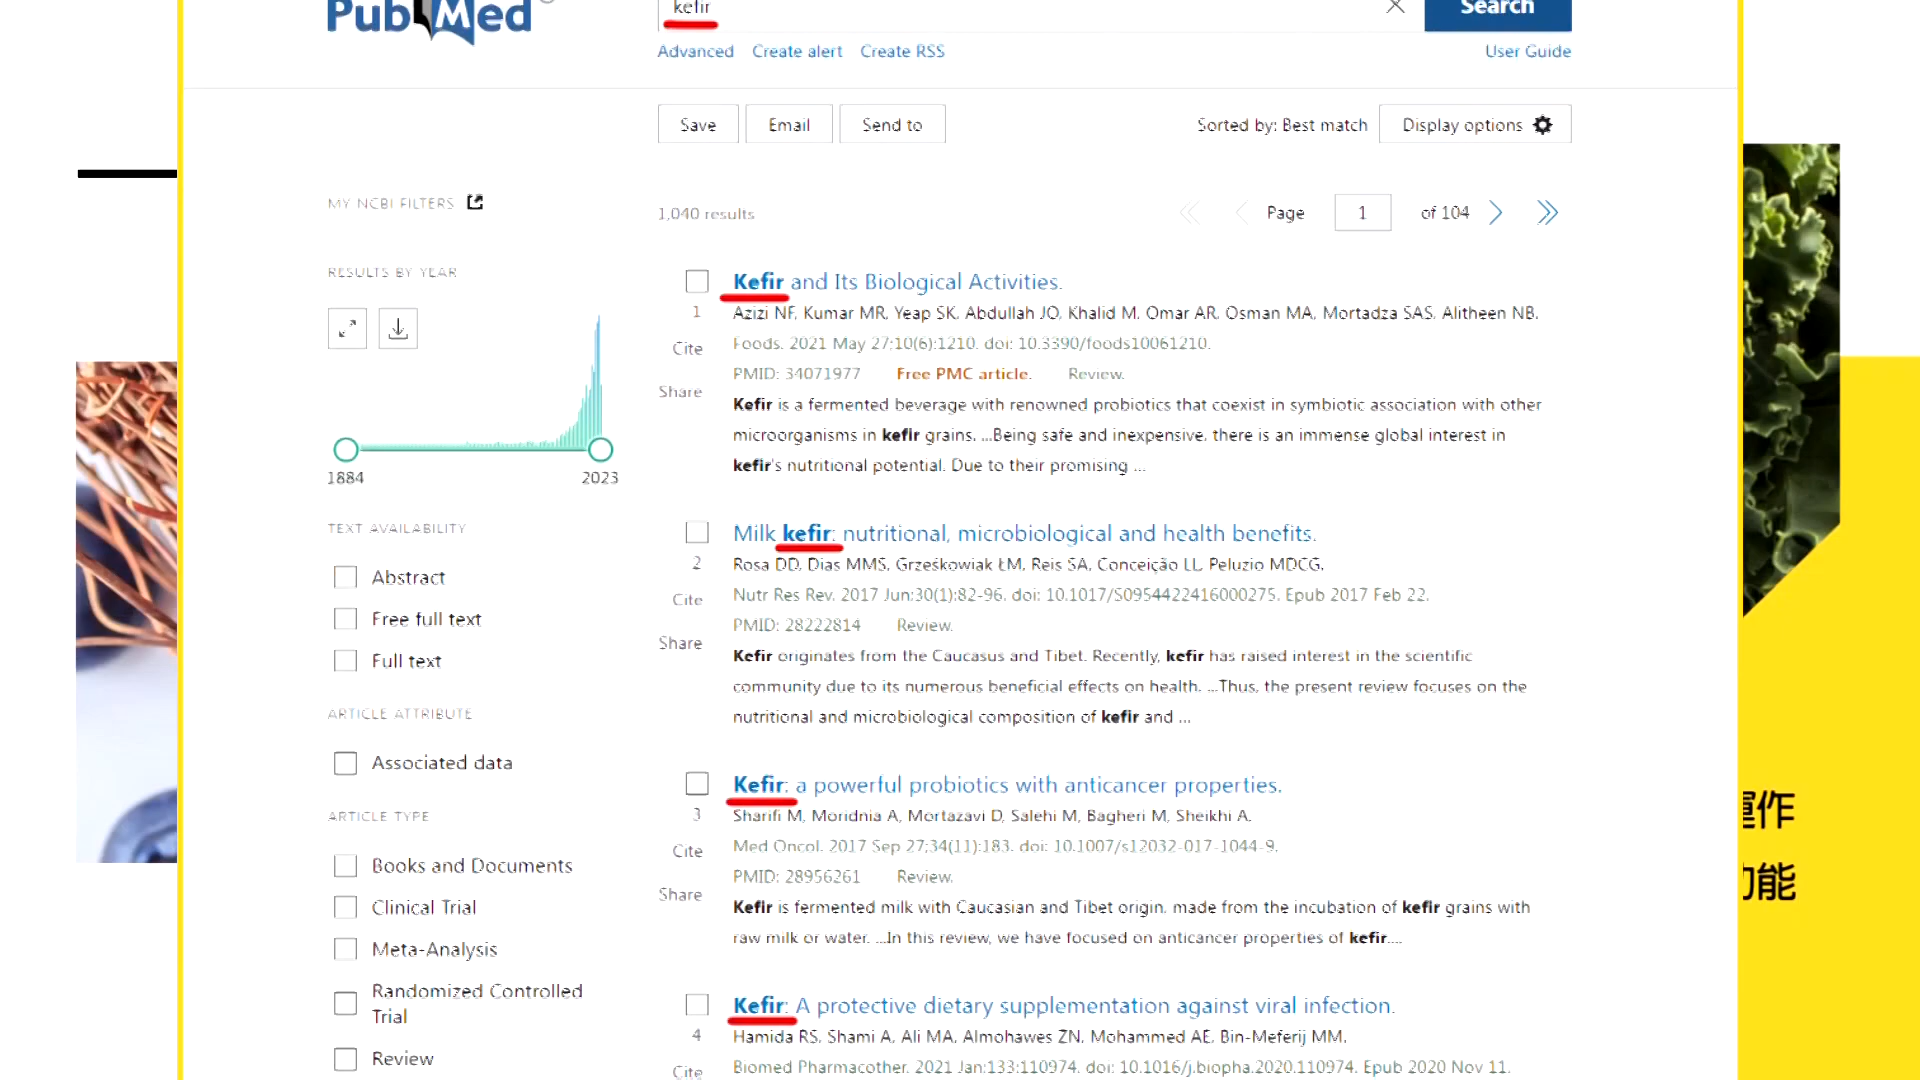 PubMed
kefir
Search
Advanced Create alert Create RSS
User Guide
Save Email Send to
Sorted by: Best match
Display options
MY NCBI FILTERS
1,040 results
Page 1 of 104
RESULTS BY YEAR
1884 2023
TEXT AVAILABILITY
Abstract
Free full text
Full text
ARTICLE ATTRIBUTE
Associated data
ARTICLE TYPE
Books and Documents
Clinical Trial
Meta-Analysis
Randomized Controlled
Trial
Review
Kefir and Its Biological Activities.
1
Cite
Share
Azizi NF, Kumar MR, Yeap SK, Abdullah JO, Khalid M, Omar AR, Osman MA, Mortadza SAS, Alitheen NB.
Foods. 2021 May 27;10(6):1210. doi: 10.3390/foods10061210.
PMID: 34071977 Free PMC article. Review.
Kefir is a fermented beverage with renowned probiotics that coexist in symbiotic association with other
microorganisms in kefir grains. ...Being safe and inexpensive, there is an immense global interest in
kefir's nutritional potential. Due to their promising ...
Milk kefir: nutritional, microbiological and health benefits.
2
Cite
Share
Rosa DD, Dias MMS, Grześkowiak ŁM, Reis SA, Conceição LL, Peluzio MDCG.
Nutr Res Rev. 2017 Jun;30(1):82-96. doi: 10.1017/S0954422416000275. Epub 2017 Feb 22.
PMID: 28222814 Review.
Kefir originates from the Caucasus and Tibet. Recently, kefir has raised interest in the scientific
community due to its numerous beneficial effects on health. ...Thus, the present review focuses on the
nutritional and microbiological composition of kefir and ...
Kefir: a powerful probiotics with anticancer properties.
3
Cite
Share
Sharifi M, Moridnia A, Mortazavi D, Salehi M, Bagheri M, Sheikhi A.
Med Oncol. 2017 Sep 27;34(11):183. doi: 10.1007/s12032-017-1044-9.
PMID: 28956261 Review.
Kefir is fermented milk with Caucasian and Tibet origin, made from the incubation of kefir grains with
raw milk or water. ...In this review, we have focused on anticancer properties of kefir....
Kefir: A protective dietary supplementation against viral infection.
4
Cite
Hamida RS, Shami A, Ali MA, Almohawes ZN, Mohammed AE, Bin-Meferij MM.
Biomed Pharmacother. 2021 Jan;133:110974. doi: 10.1016/j.biopha.2020.110974. Epub 2020 Nov 11.
運作
功能